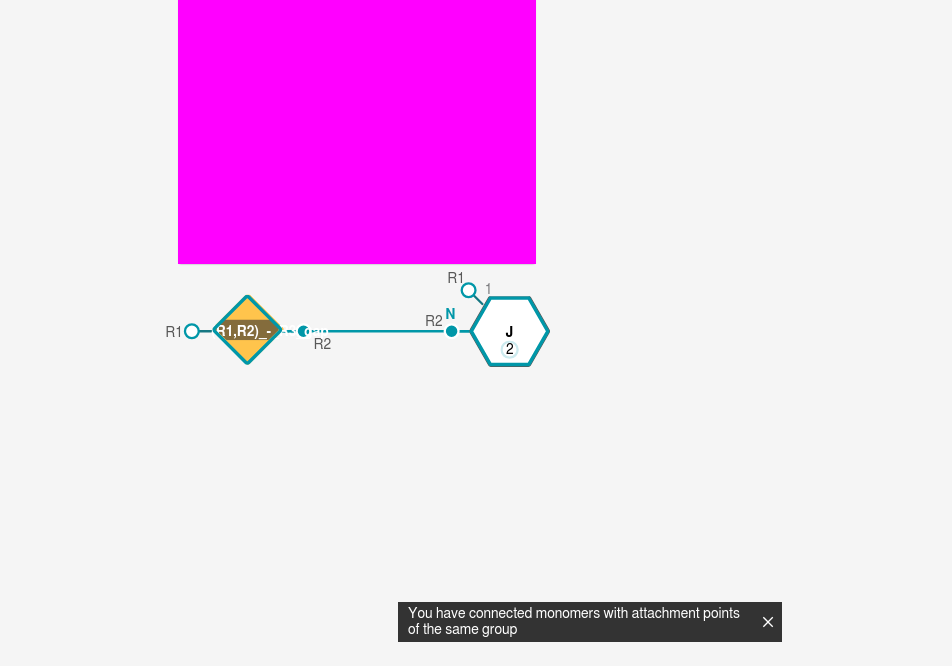 R1
1
R2
N
R1
R1,R2)_-
R2
J
2
You have connected monomers with attachment points
of the same group